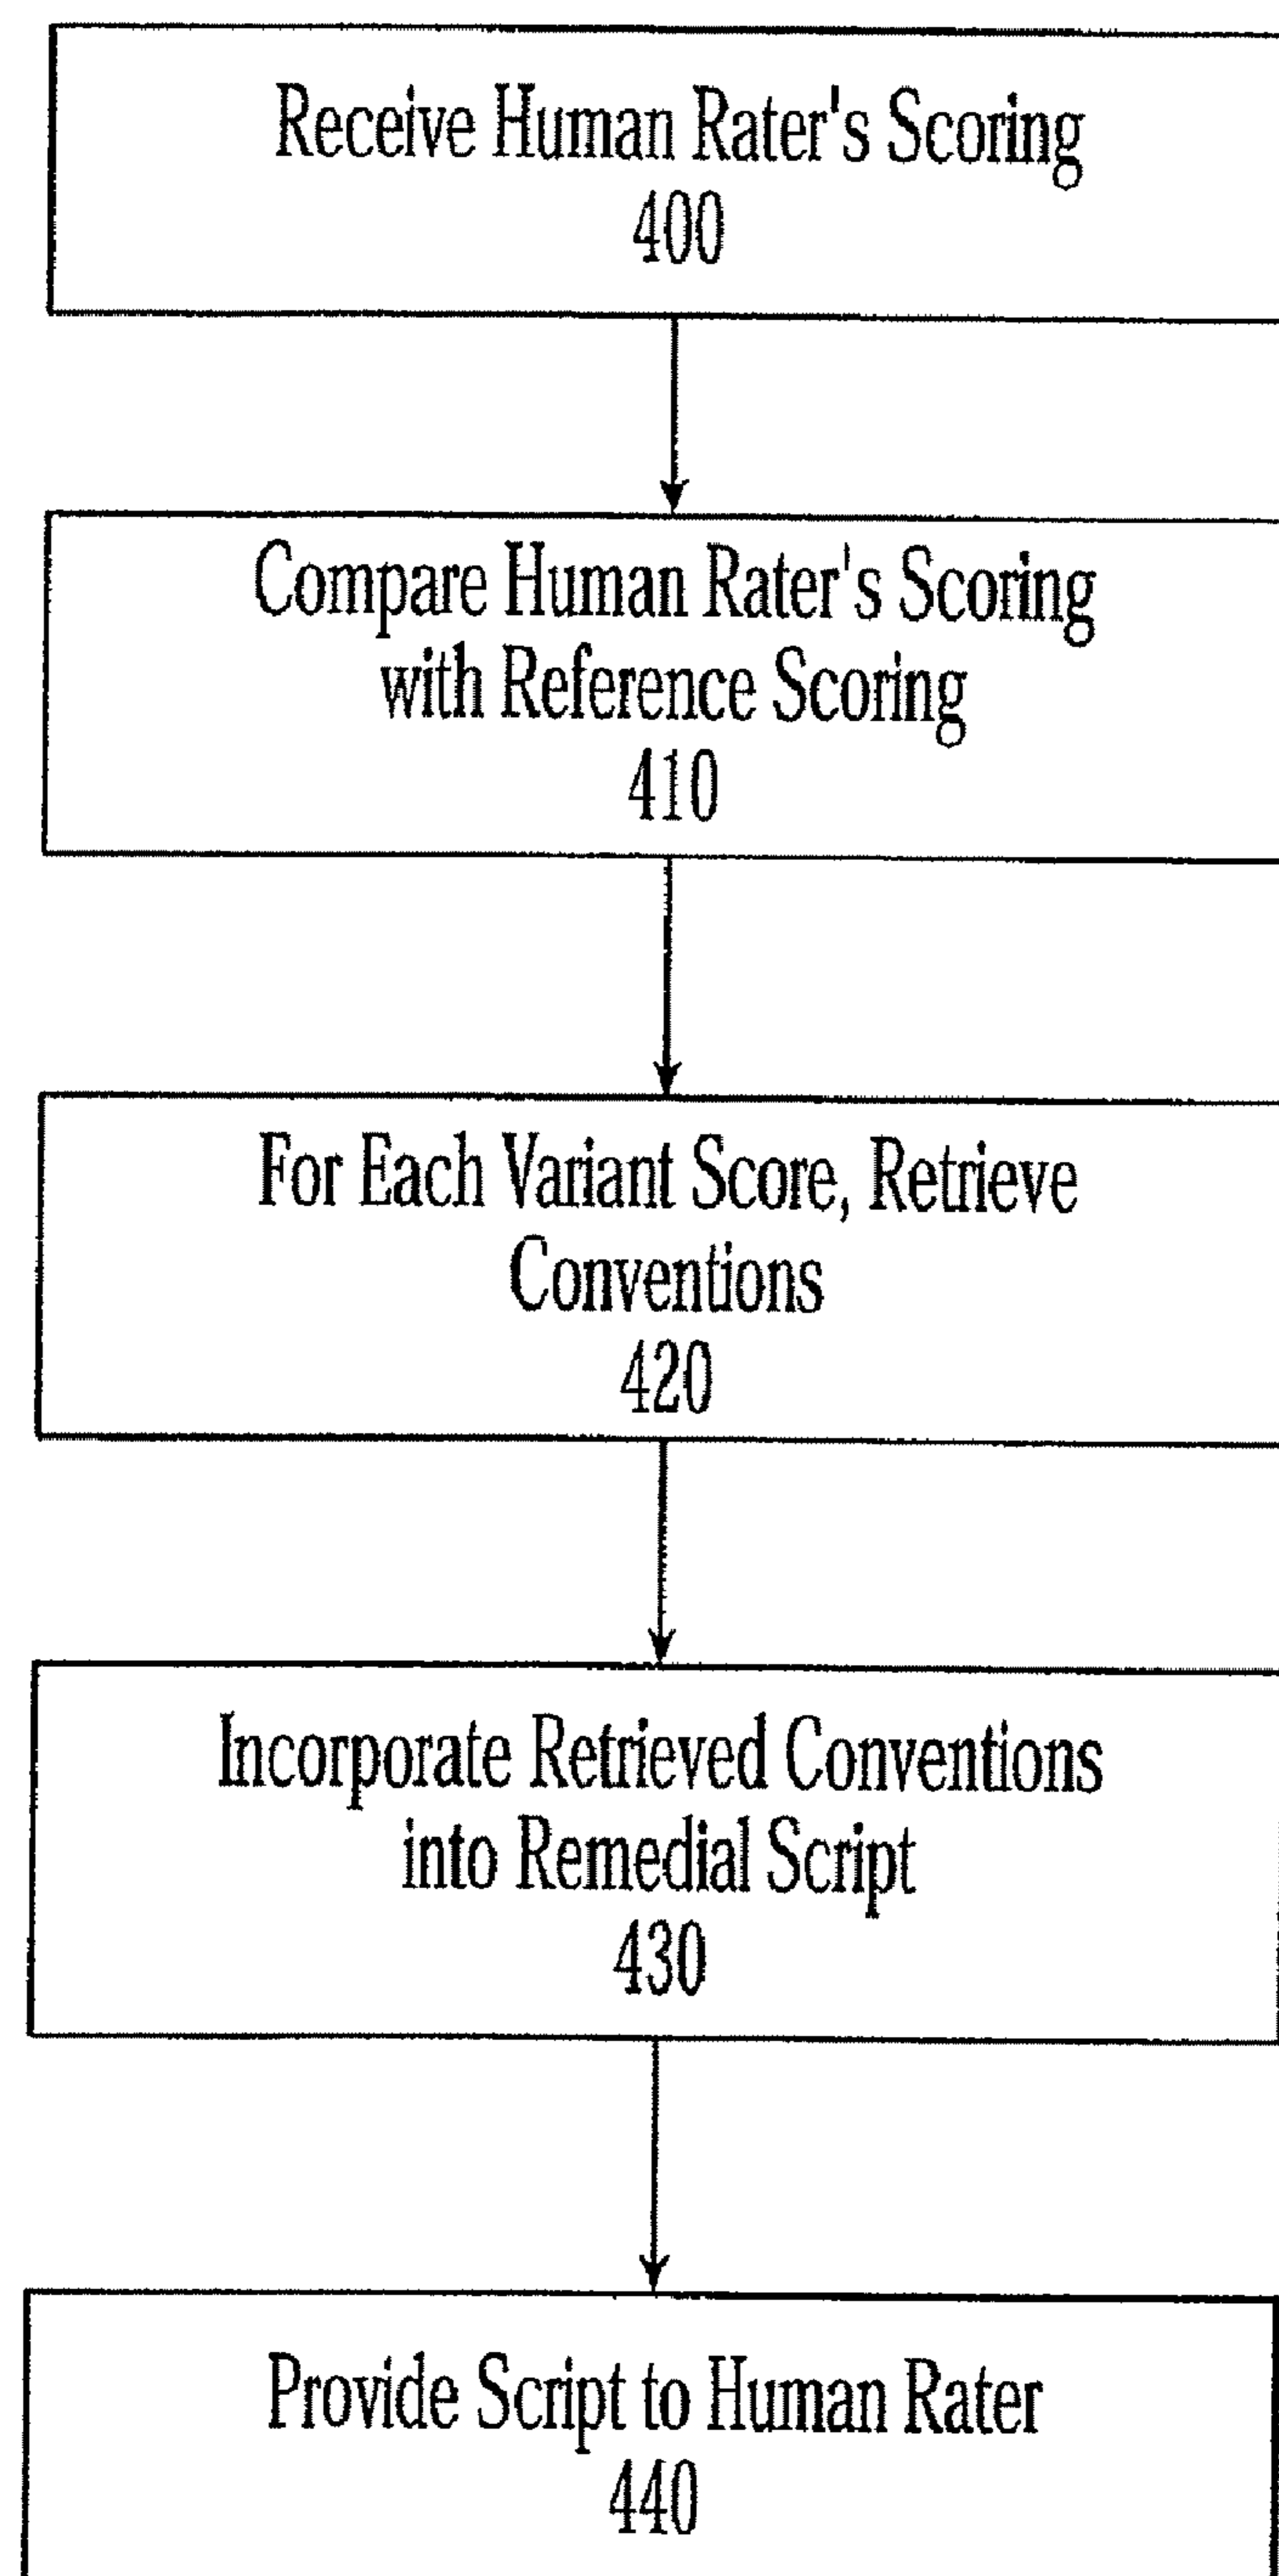 Receive Human Rater's Scoring
400
Compare Human Rater's Scoring
with Reference Scoring
410
For Each Variant Score, Retrieve
Conventions
420
Incorporate Retrieved Conventions
into Remedial Script
430
Provide Script to Human Rater
440